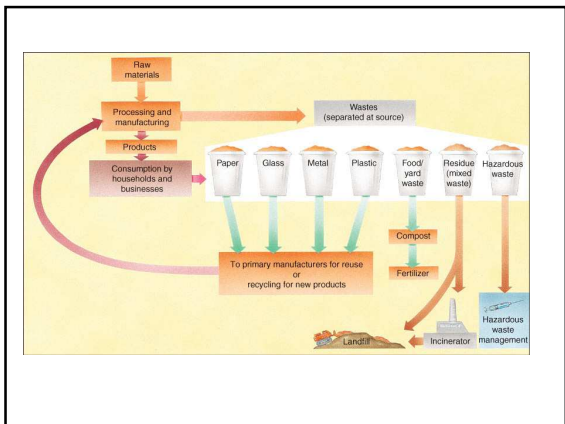 Raw
materials
Processing and
manufacturing
Wastes
(separated at source)
Products
Consumption by
households and
businesses
Paper
Glass
Metal
Plastic
Food/
yard
waste
Residue
(mixed
waste)
Hazardous
waste
Compost
To primary manufacturers for reuse
or
recycling for new products
Fertilizer
Landfill
Incinerator
Hazardous
waste
management